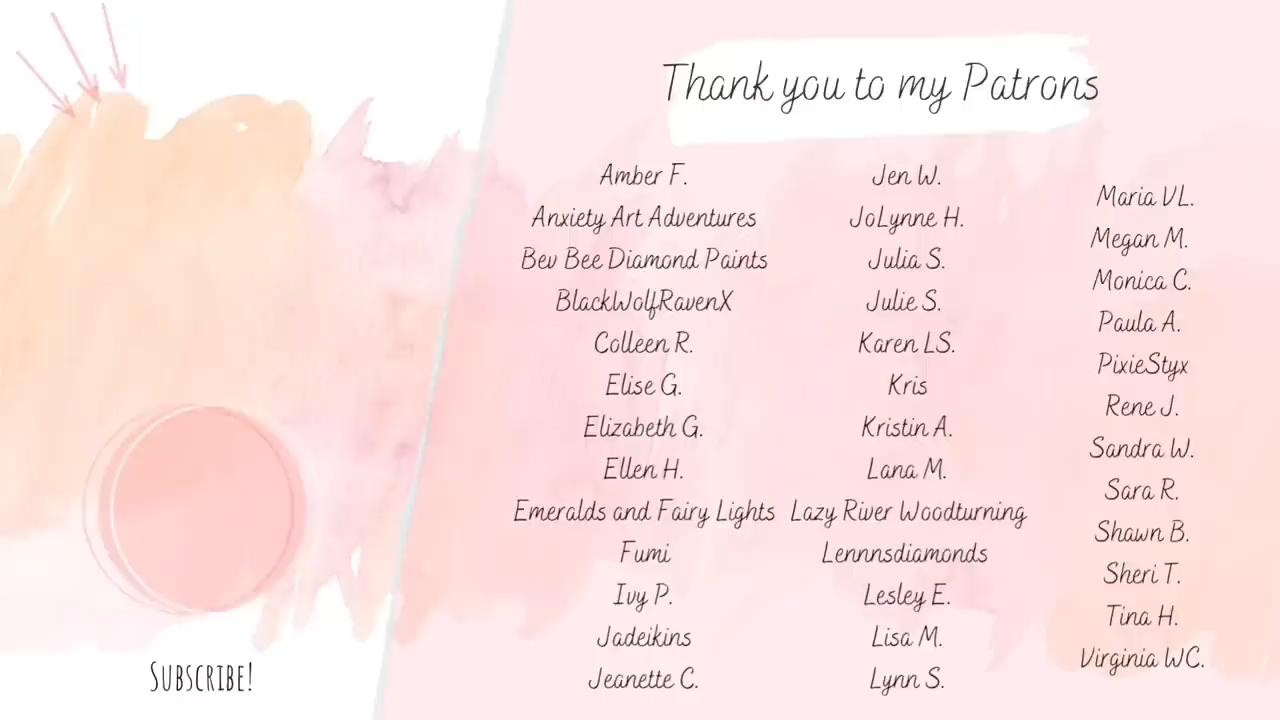 Thank you to my Patrons
Amber F.
Anxiety Art Adventures
Bev Bee Diamond Paints
BlackWolfRavenX
Colleen R.
Elise G.
Elizabeth G.
Ellen H.
Emeralds and Fairy Lights
Fumi
Ivy P.
Jadeikins
Jeanette C.
Jen W.
JoLynne H.
Julia S.
Julie S.
Karen LS.
Kris
Kristin A.
Lana M.
Lazy River Woodturning
Lennnsdiamonds
Lesley E.
Lisa M.
Lynn S.
Maria VL.
Megan M.
Monica C.
Paula A.
PixieStyx
Rene J.
Sandra W.
Sara R.
Shawn B.
Sheri T.
Tina H.
Virginia WC.
Subscribe!